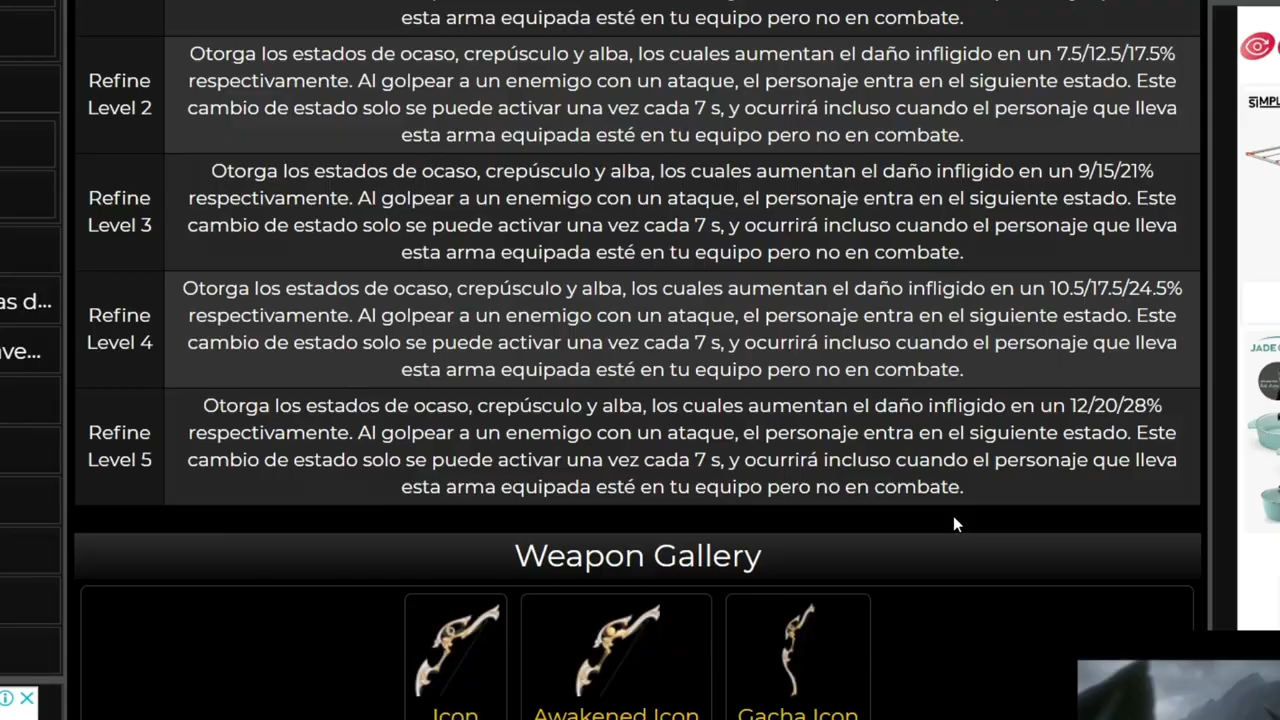 esta arma equipada esté en tu equipo pero no en combate.
Refine Level 2
Otorga los estados de ocaso, crepúsculo y alba, los cuales aumentan el daño infligido en un 7.5/12.5/17.5%
respectivamente. Al golpear a un enemigo con un ataque, el personaje entra en el siguiente estado. Este
cambio de estado solo se puede activar una vez cada 7 s, y ocurrirá incluso cuando el personaje que lleva
esta arma equipada esté en tu equipo pero no en combate.
Refine Level 3
Otorga los estados de ocaso, crepúsculo y alba, los cuales aumentan el daño infligido en un 9/15/21%
respectivamente. Al golpear a un enemigo con un ataque, el personaje entra en el siguiente estado. Este
cambio de estado solo se puede activar una vez cada 7 s, y ocurrirá incluso cuando el personaje que lleva
esta arma equipada esté en tu equipo pero no en combate.
Refine Level 4
Otorga los estados de ocaso, crepúsculo y alba, los cuales aumentan el daño infligido en un 10.5/17.5/24.5%
respectivamente. Al golpear a un enemigo con un ataque, el personaje entra en el siguiente estado. Este
cambio de estado solo se puede activar una vez cada 7 s, y ocurrirá incluso cuando el personaje que lleva
esta arma equipada esté en tu equipo pero no en combate.
Refine Level 5
Otorga los estados de ocaso, crepúsculo y alba, los cuales aumentan el daño infligido en un 12/20/28%
respectivamente. Al golpear a un enemigo con un ataque, el personaje entra en el siguiente estado. Este
cambio de estado solo se puede activar una vez cada 7 s, y ocurrirá incluso cuando el personaje que lleva
esta arma equipada esté en tu equipo pero no en combate.
as d...
ve...
Weapon Gallery
Icon
Awakened Icon
Gacha Icon
SIMPL
JADE